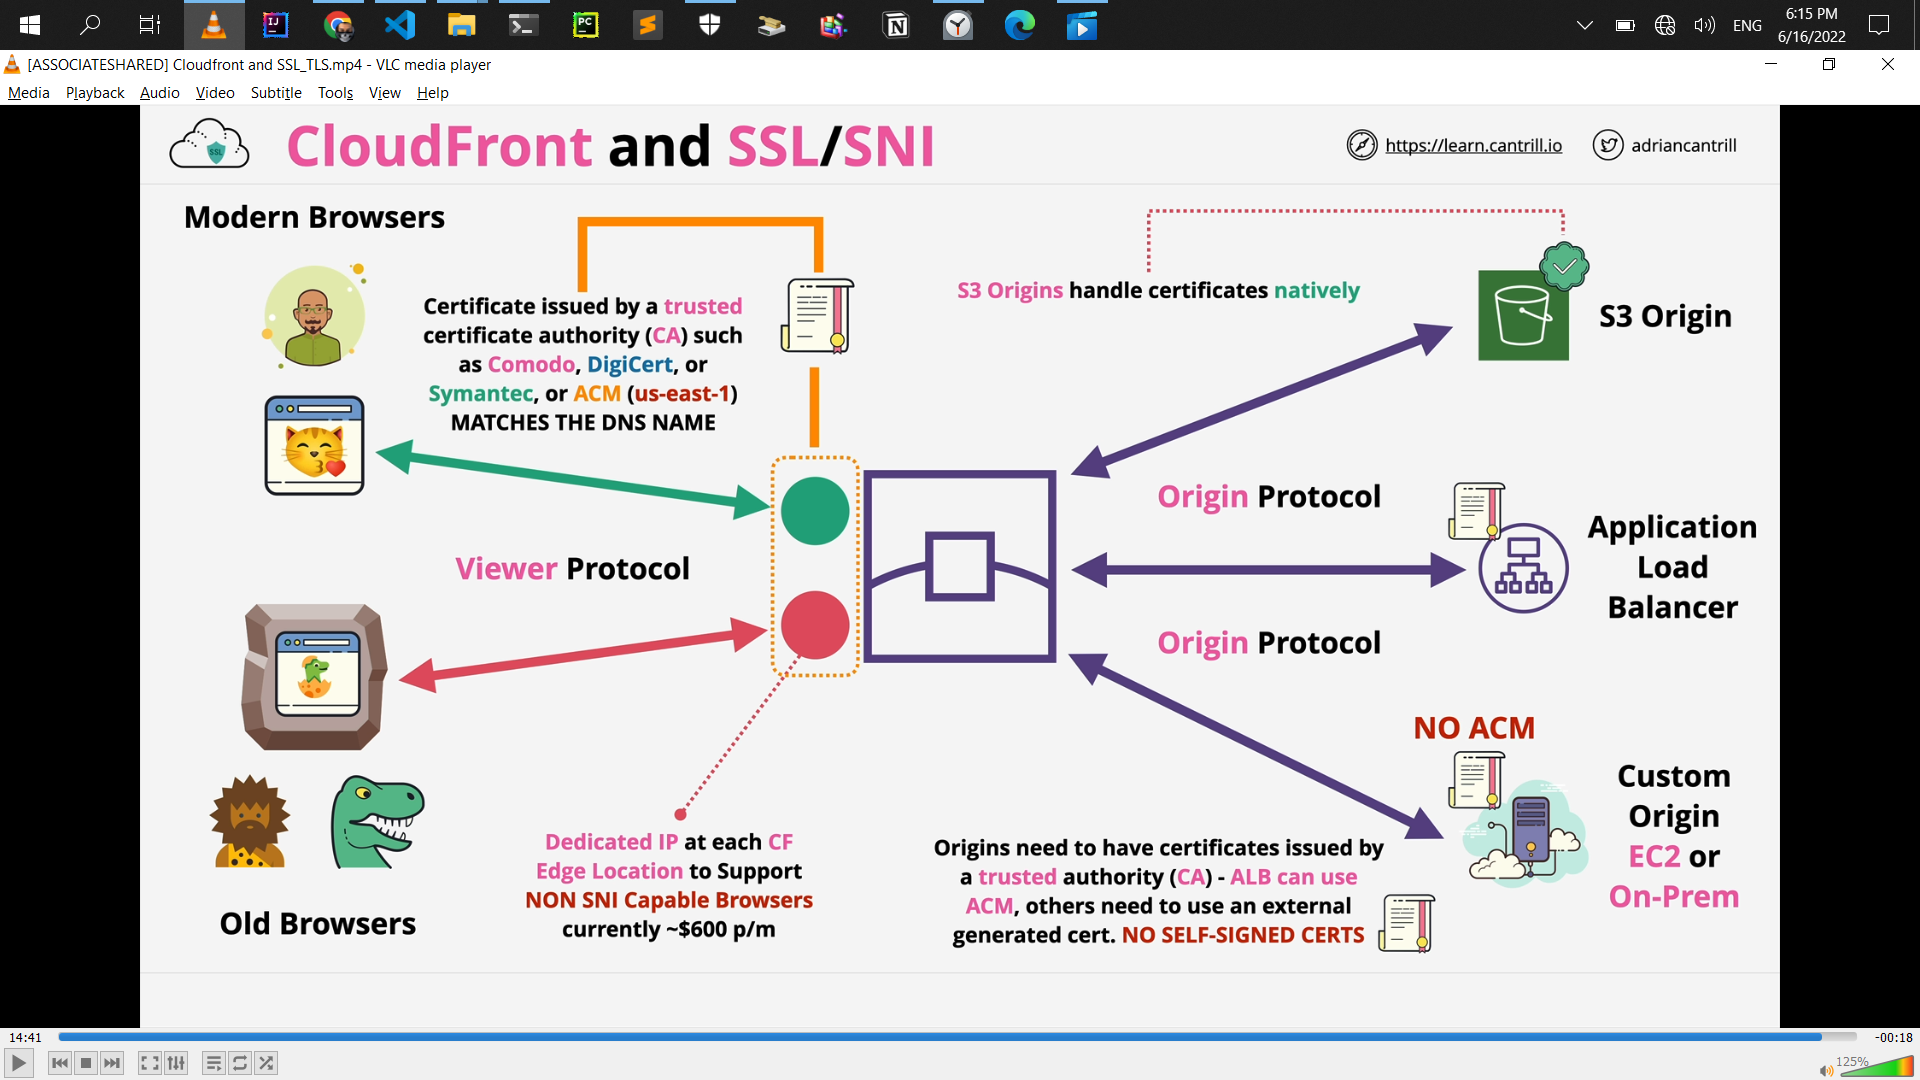 IJ
PC
ENG
6:15 PM
6/16/2022
[ASSOCIATESHARED] Cloudfront and SSL_TLS.mp4 - VLC media player
Media Playback Audio Video Subtitle Tools View Help
SSL
CloudFront and SSL/SNI
https://learn.cantrill.io
adriancantrill
Modern Browsers
Certificate issued by a trusted
certificate authority (CA) such
as Comodo, DigiCert, or
Symantec, or ACM (us-east-1)
MATCHES THE DNS NAME
S3 Origins handle certificates natively
S3 Origin
Origin Protocol
Application
Load
Balancer
Viewer Protocol
Origin Protocol
NO ACM
Custom
Origin
EC2 or
On-Prem
Old Browsers
Dedicated IP at each CF
Edge Location to Support
NON SNI Capable Browsers
currently ~$600 p/m
Origins need to have certificates issued by
a trusted authority (CA) - ALB can use
ACM, others need to use an external
generated cert. NO SELF-SIGNED CERTS
14:41
-00:18
125%